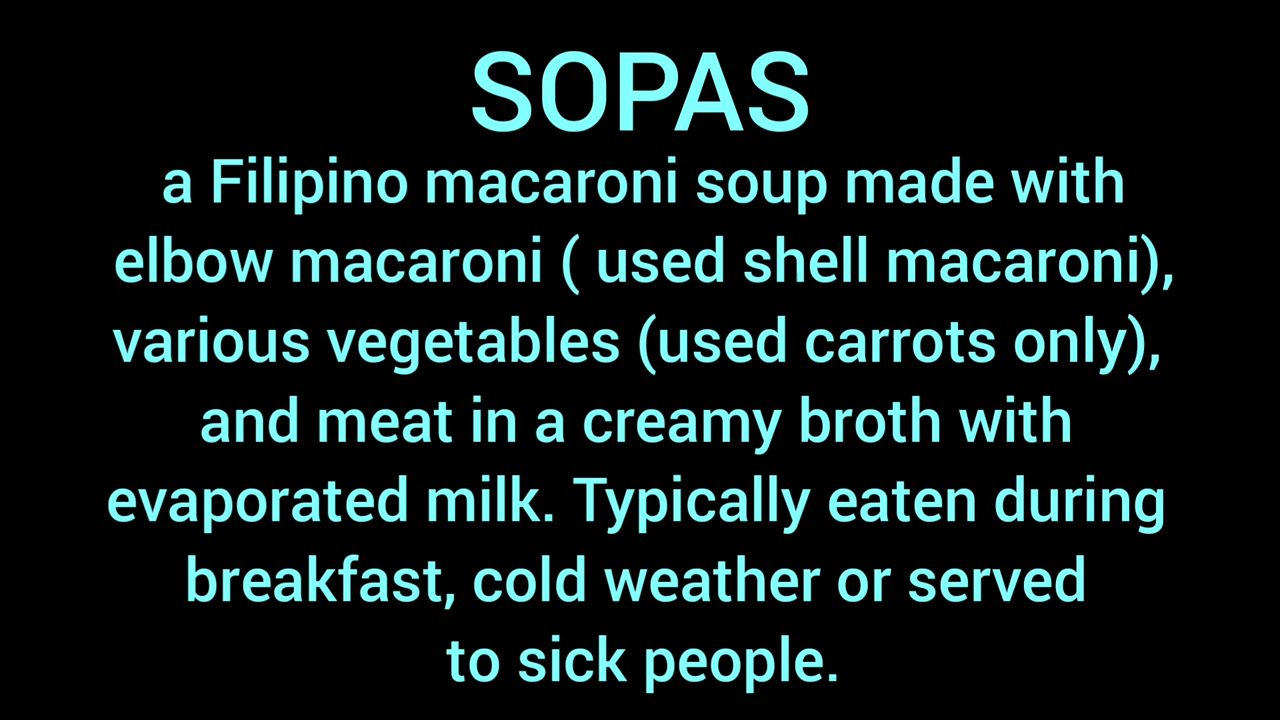 SOPAS
a Filipino macaroni soup made with
elbow macaroni ( used shell macaroni),
various vegetables (used carrots only),
and meat in a creamy broth with
evaporated milk. Typically eaten during
breakfast, cold weather or served
to sick people.